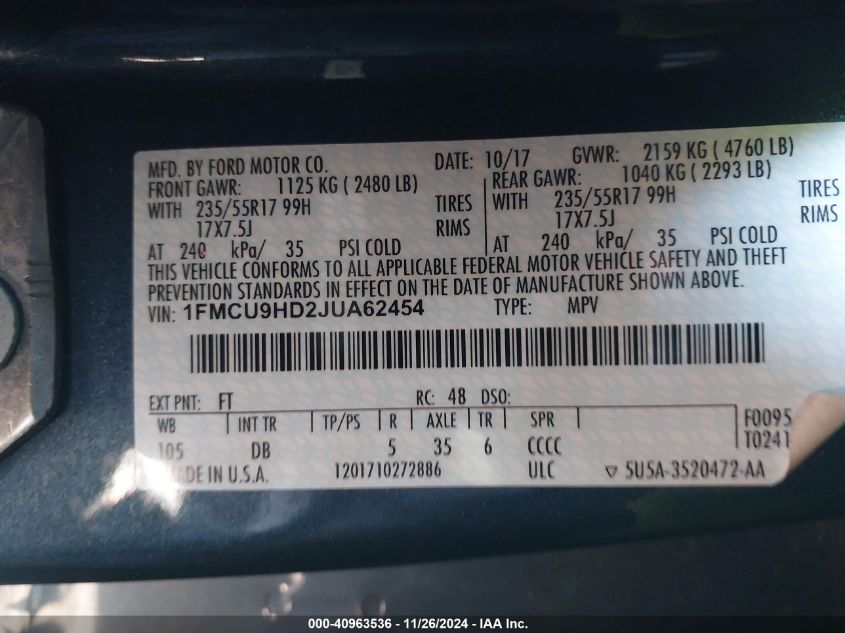 MFD. BY FORD MOTOR CO. DATE: 10/17 GVWR: 2159 KG ( 4760 LB)
FRONT GAWR: 1125 KG ( 2480 LB) REAR GAWR: 1040 KG ( 2293 LB)
WITH 235/55R17 99H TIRES WITH 235/55R17 99H TIRES
17X7.5J RIMS 17X7.5J RIMS
AT 240 kPa/ 35 PSI COLD AT 240 kPa/ 35 PSI COLD
THIS VEHICLE CONFORMS TO ALL APPLICABLE FEDERAL MOTOR VEHICLE SAFETY AND THEFT
PREVENTION STANDARDS IN EFFECT ON THE DATE OF MANUFACTURE SHOWN ABOVE.
VIN: 1FMCU9HD2JUA62454 TYPE: MPV
EXT PNT: FT RC: 48 DSO:
WB INT TR TP/PS R AXLE TR SPR F0095
105 DB 5 35 6 CCCC T0241
DE IN U.S.A. 1201710272886 ULC ▽ 5U5A-3520472-AA
000-40963536 - 11/26/2024 - IAA Inc.